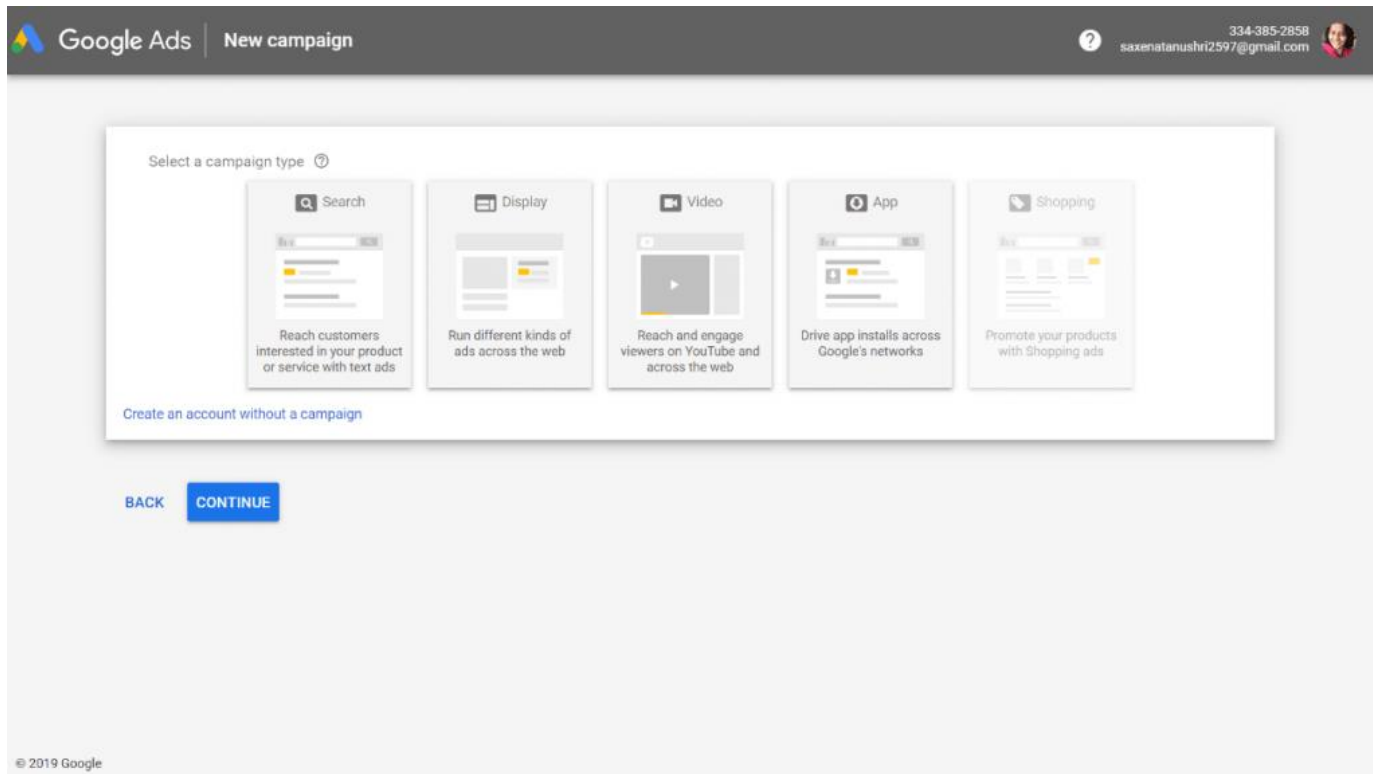 Google Ads New campaign
334-385-2858
saxenatanushri2597@gmail.com
Select a campaign type
Search
Reach customers
interested in your product
or service with text ads
Display
Run different kinds of
ads across the web
Video
Reach and engage
viewers on YouTube and
across the web
App
Drive app installs across
Google's networks
Shopping
Promote your products
with Shopping ads
Create an account without a campaign
BACK CONTINUE
© 2019 Google